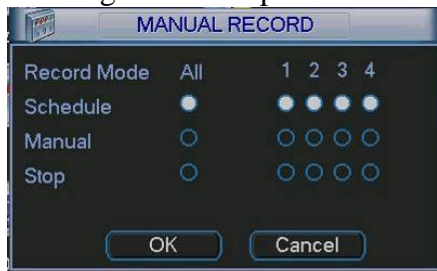 MANUAL RECORD
Record Mode All 1 2 3 4
Schedule
Manual
Stop
OK Cancel